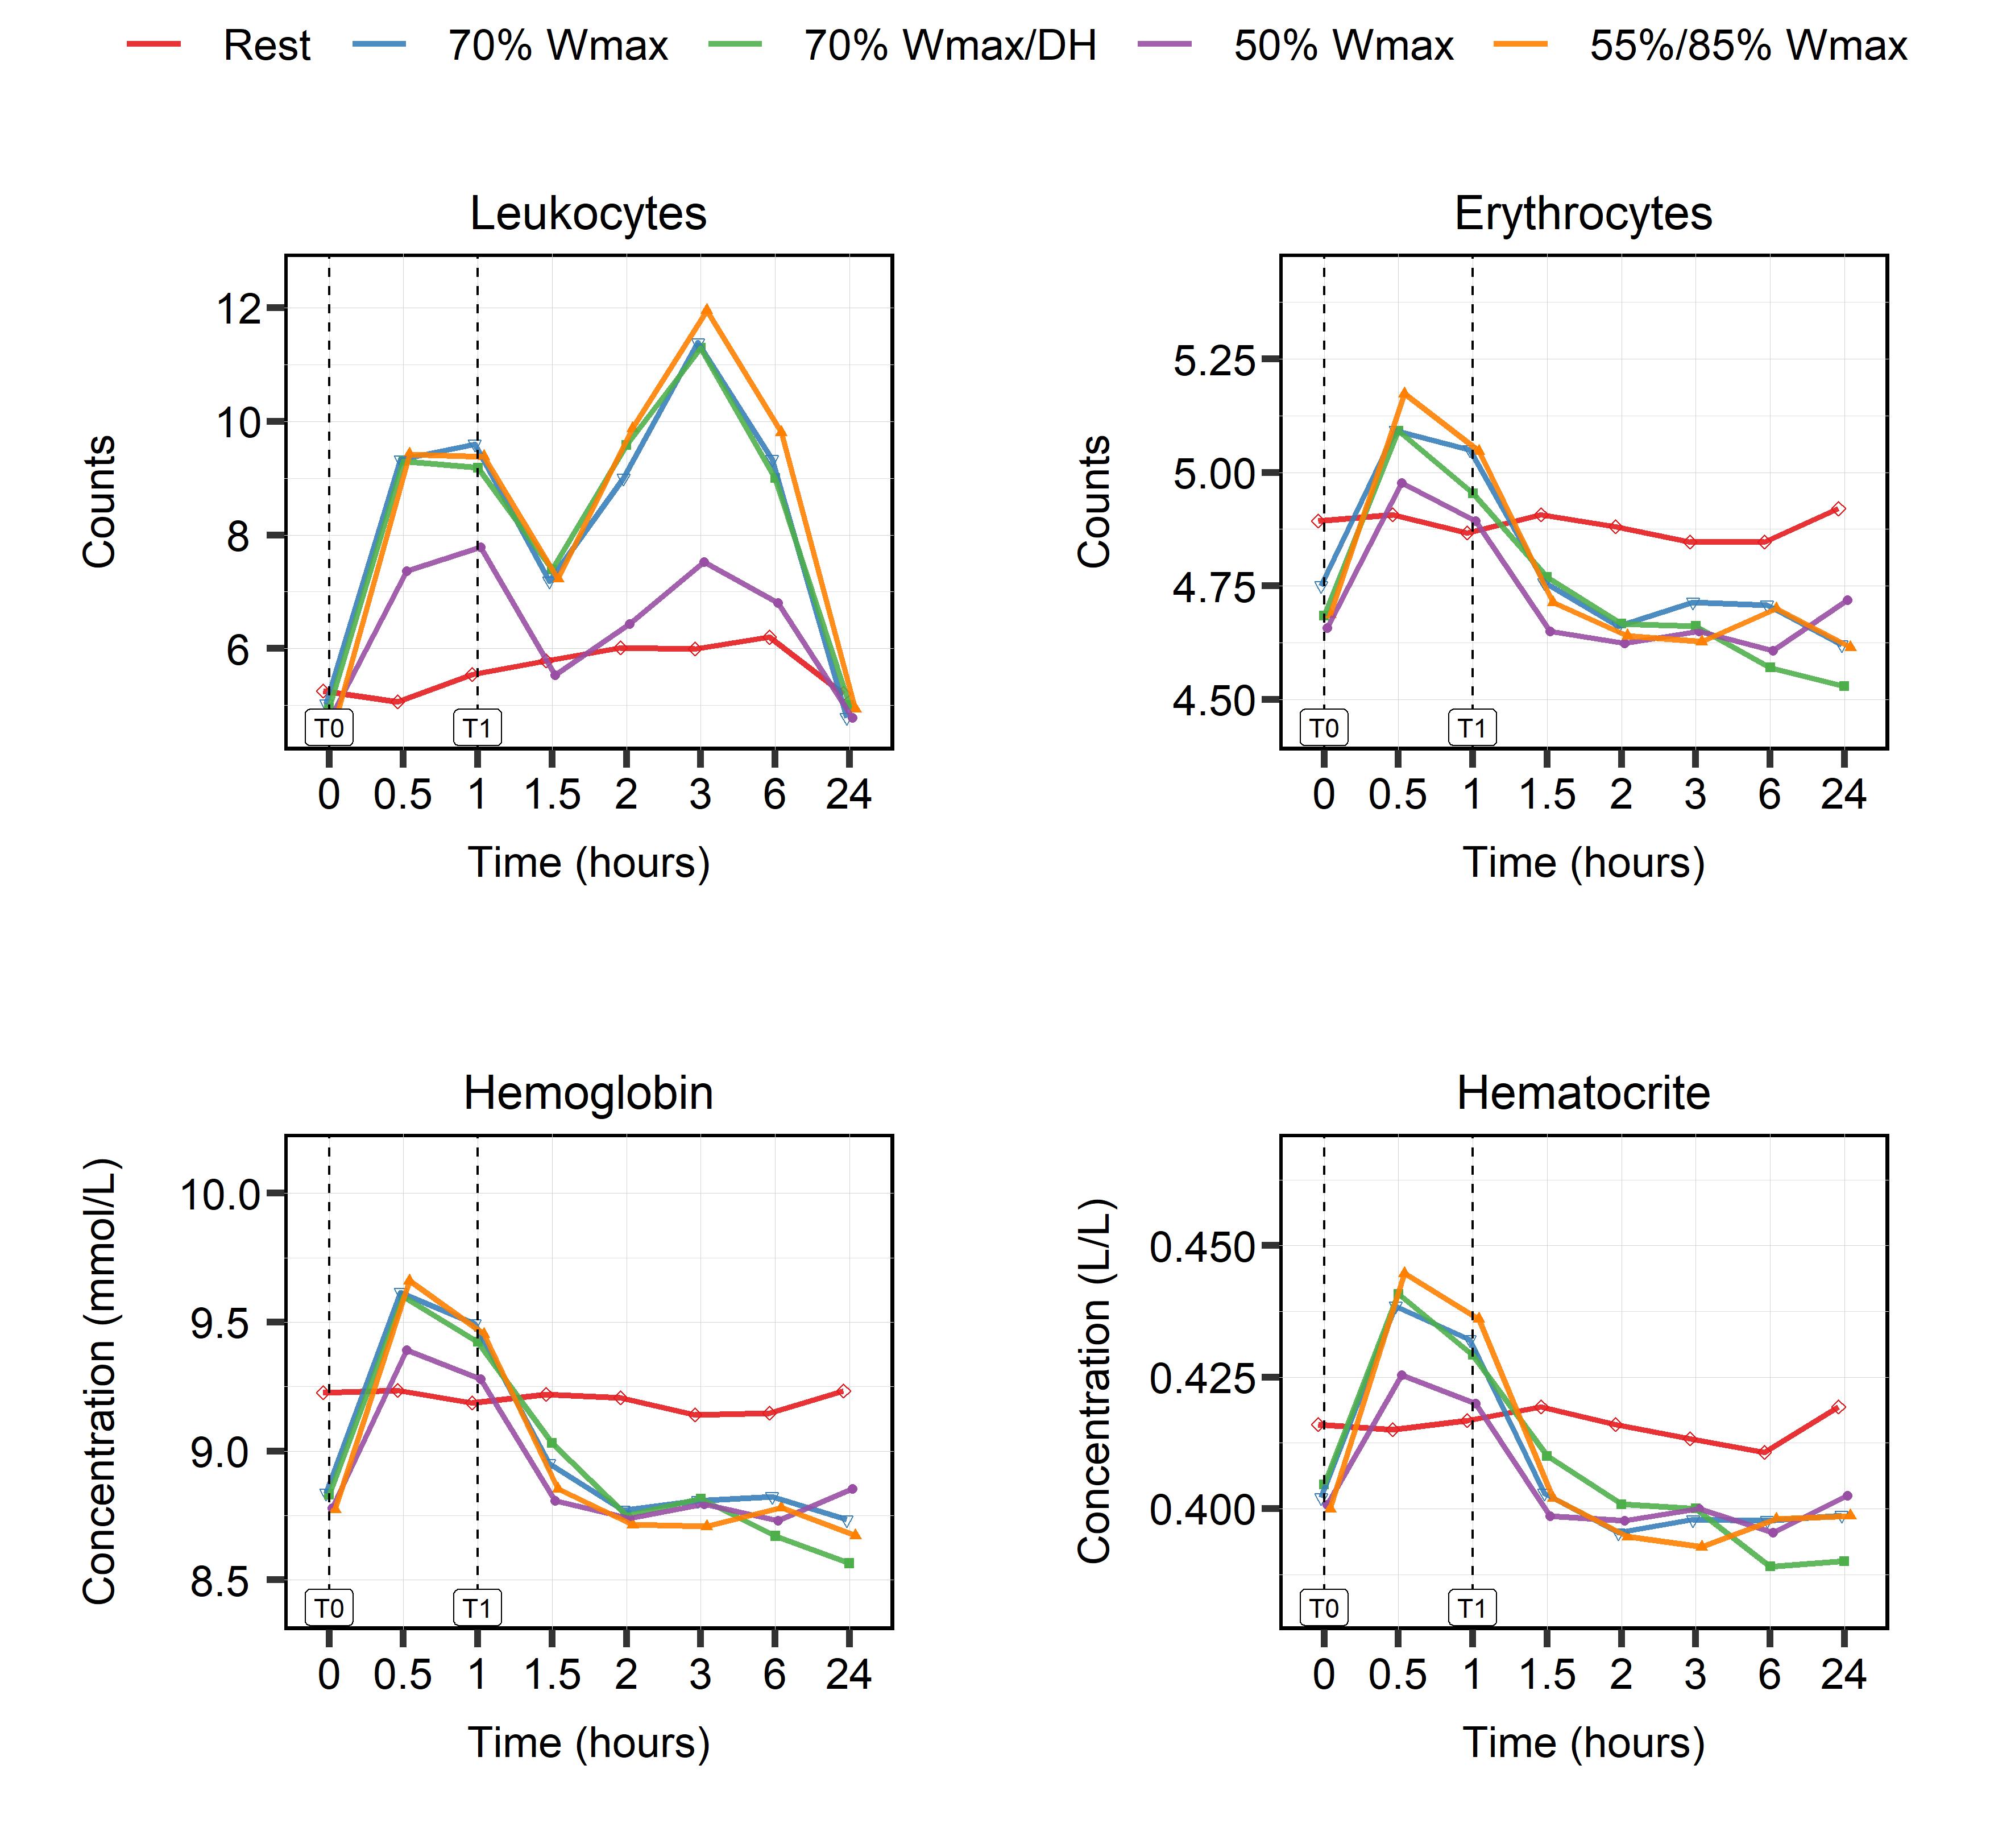 Rest 70% Wmax 70% Wmax/DH 50% Wmax 55%/85% Wmax
Leukocytes
Counts
12
10
8
6
T0 T1
0 0.5 1 1.5 2 3 6 24
Time (hours)
Erythrocytes
Counts
5.25
5.00
4.75
4.50
T0 T1
0 0.5 1 1.5 2 3 6 24
Time (hours)
Hemoglobin
Concentration (mmol/L)
10.0
9.5
9.0
8.5
T0 T1
0 0.5 1 1.5 2 3 6 24
Time (hours)
Hematocrite
Concentration (L/L)
0.450
0.425
0.400
T0 T1
0 0.5 1 1.5 2 3 6 24
Time (hours)